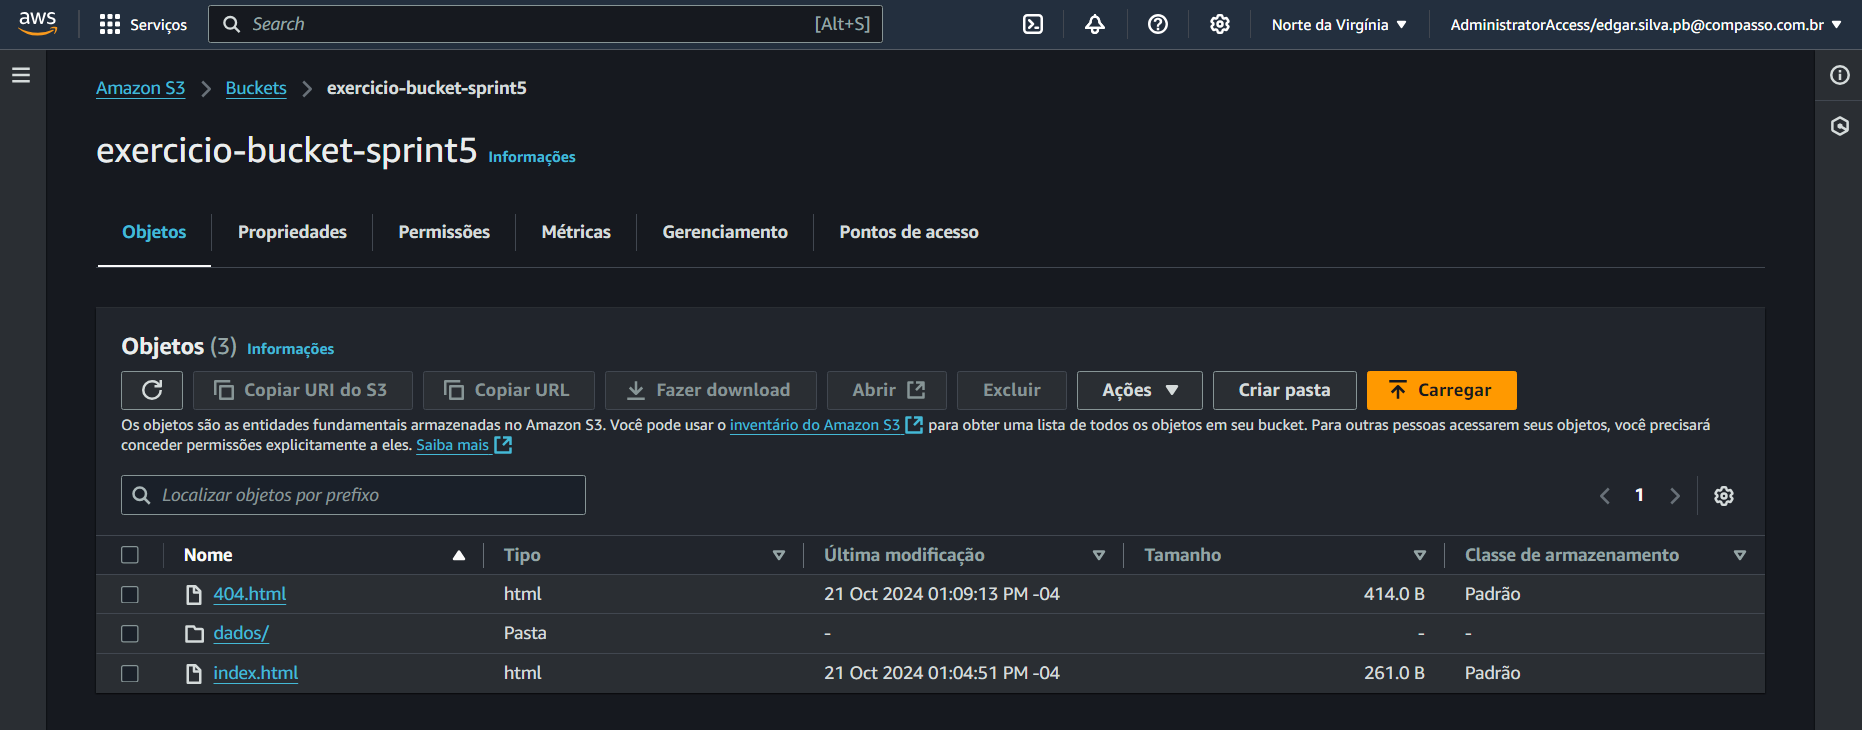 aws Serviços Search [Alt+S] Norte da Virgínia AdministratorAccess/edgar.silva.pb@compasso.com.br
Amazon S3 Buckets exercicio-bucket-sprint5
exercicio-bucket-sprint5 Informações
Objetos Propriedades Permissões Métricas Gerenciamento Pontos de acesso
Objetos (3) Informações
Copiar URI do S3 Copiar URL Fazer download Abrir Excluir Ações Criar pasta Carregar
Os objetos são as entidades fundamentais armazenadas no Amazon S3. Você pode usar o inventário do Amazon S3 para obter uma lista de todos os objetos em seu bucket. Para outras pessoas acessarem seus objetos, você precisará
conceder permissões explicitamente a eles. Saiba mais
Localizar objetos por prefixo 1
Nome Tipo Última modificação Tamanho Classe de armazenamento
404.html html 21 Oct 2024 01:09:13 PM -04 414.0 B Padrão
dados/ Pasta - - -
index.html html 21 Oct 2024 01:04:51 PM -04 261.0 B Padrão